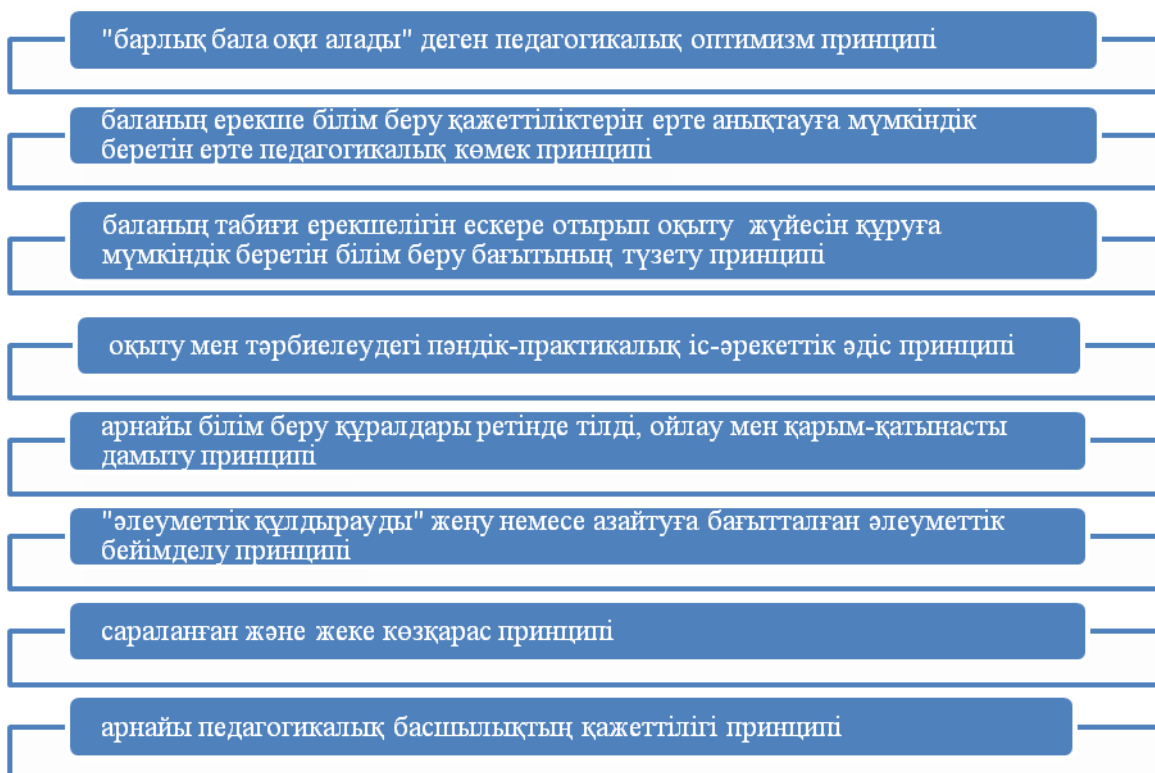 "барлық бала оқи алады" деген педагогикалық оптимизм принципі
баланың ерекше білім беру қажеттіліктерін ерте анықтауға мүмкіндік
беретін ерте педагогикалық көмек принципі
баланың табиғи ерекшелігін ескере отырып оқыту жүйесін құруға
мүмкіндік беретін білім беру бағытының түзету принципі
оқыту мен тәрбиелеудегі пәндік-практикалық іс-әрекеттік әдіс принципі
арнайы білім беру құралдары ретінде тілді, ойлау мен қарым-қатынасты
дамыту принципі
"әлеуметтік құлдырауды" жеңу немесе азайтуға бағытталған әлеуметтік
бейімделу принципі
сараланған және жеке көзқарас принципі
арнайы педагогикалық басшылықтың қажеттілігі принципі